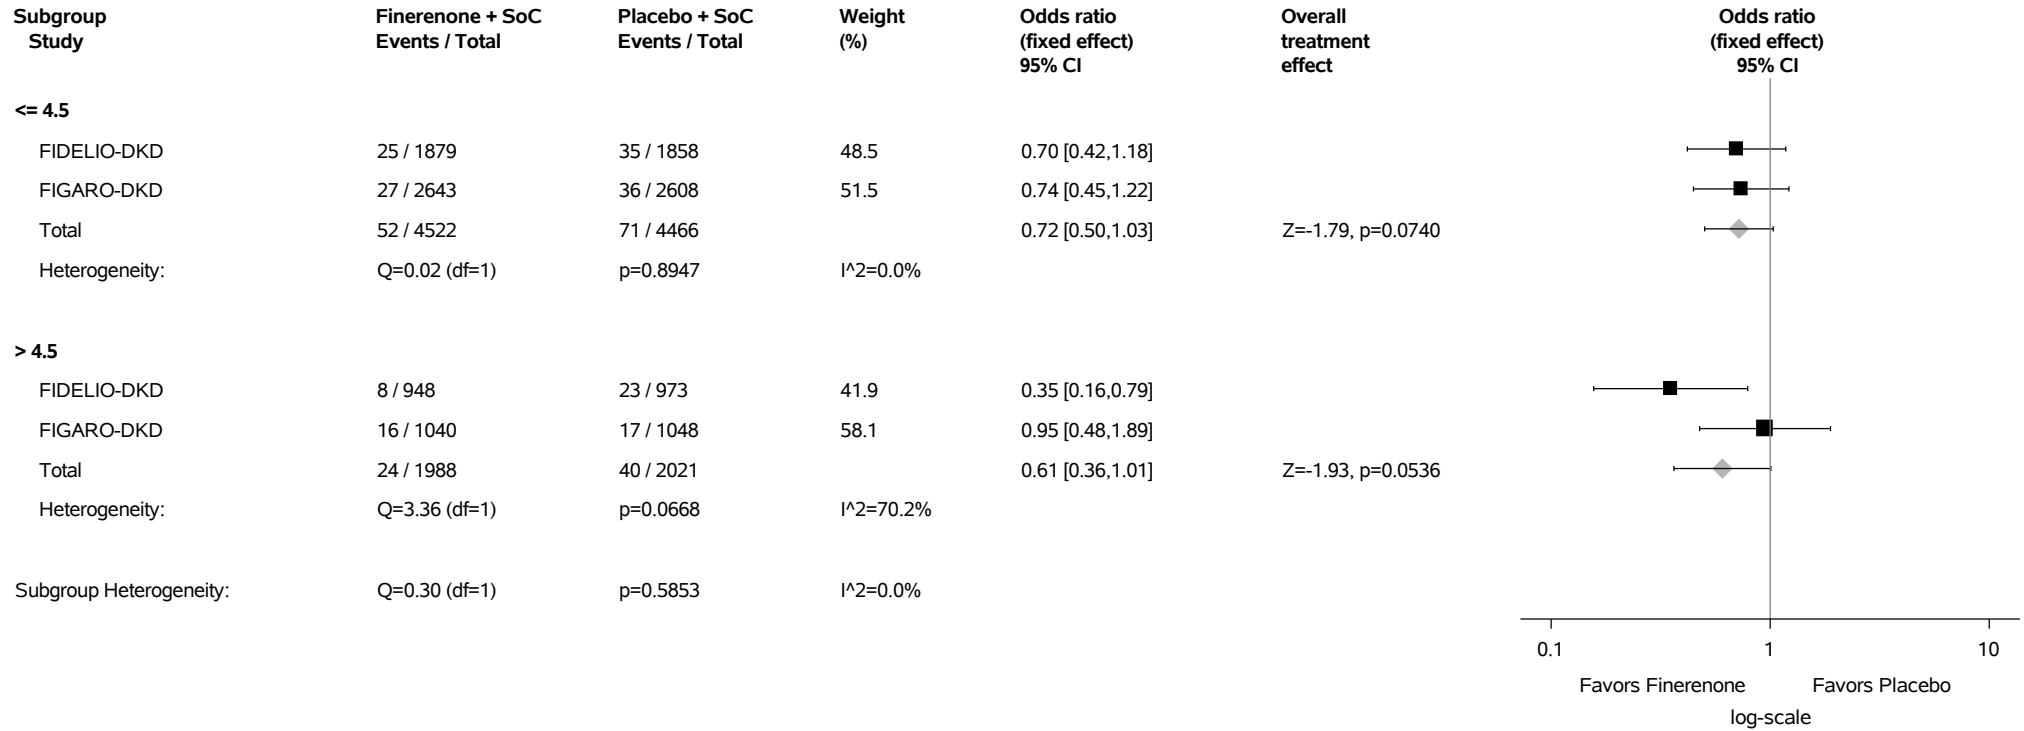 Subgroup Finerenone + SoC Placebo + SoC Weight Odds ratio Overall Odds ratio
Study Events / Total Events / Total (%) (fixed effect) treatment (fixed effect)
95% CI effect 95% CI
<= 4.5
FIDELIO-DKD 25 / 1879 35 / 1858 48.5 0.70 [0.42,1.18]
FIGARO-DKD 27 / 2643 36 / 2608 51.5 0.74 [0.45,1.22]
Total 52 / 4522 71 / 4466 0.72 [0.50,1.03] Z=-1.79, p=0.0740
Heterogeneity: Q=0.02 (df=1) p=0.8947 I^2=0.0%
> 4.5
FIDELIO-DKD 8 / 948 23 / 973 41.9 0.35 [0.16,0.79]
FIGARO-DKD 16 / 1040 17 / 1048 58.1 0.95 [0.48,1.89]
Total 24 / 1988 40 / 2021 0.61 [0.36,1.01] Z=-1.93, p=0.0536
Heterogeneity: Q=3.36 (df=1) p=0.0668 I^2=70.2%
Subgroup Heterogeneity: Q=0.30 (df=1) p=0.5853 I^2=0.0%
0.1 1 10
Favors Finerenone Favors Placebo
log-scale